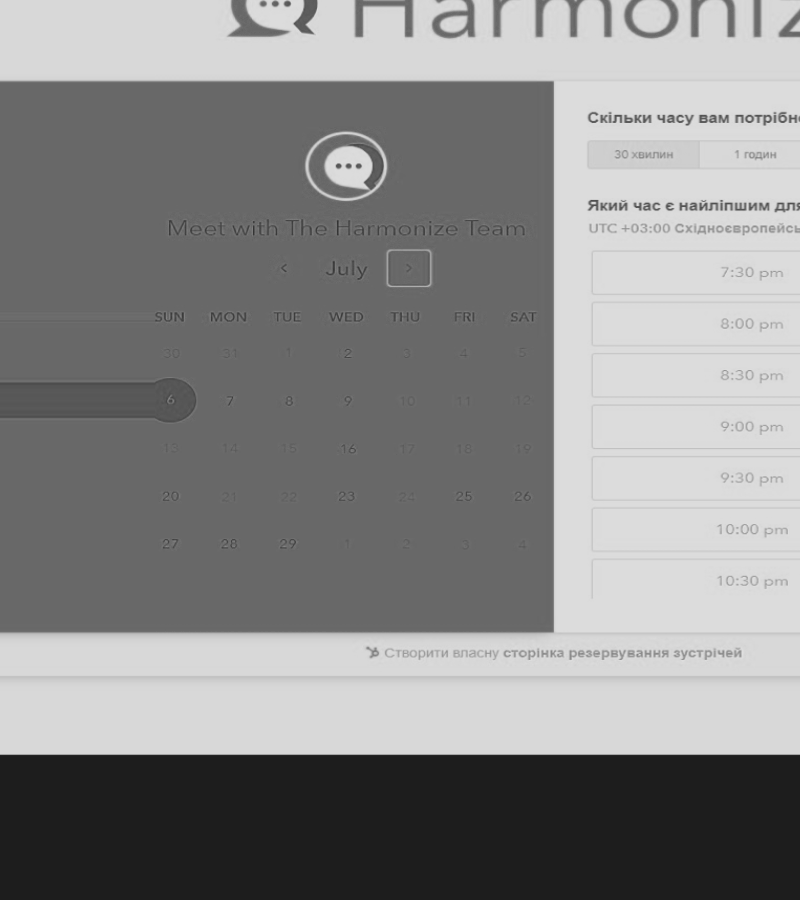 Harmoniz
Meet with The Harmonize Team
‹ July ›
SUN MON TUE WED THU FRI SAT
30 31 1 2 3 4 5
6 7 8 9 10 11 12
13 14 15 16 17 18 19
20 21 22 23 24 25 26
27 28 29 1 2 3 4
Скільки часу вам потрібно
30 хвилин 1 годин
Який час є найліпшим для
UTC +03:00 Східноєвропейсь
7:30 pm
8:00 pm
8:30 pm
9:00 pm
9:30 pm
10:00 pm
10:30 pm
Створити власну сторінка резервування зустрічей